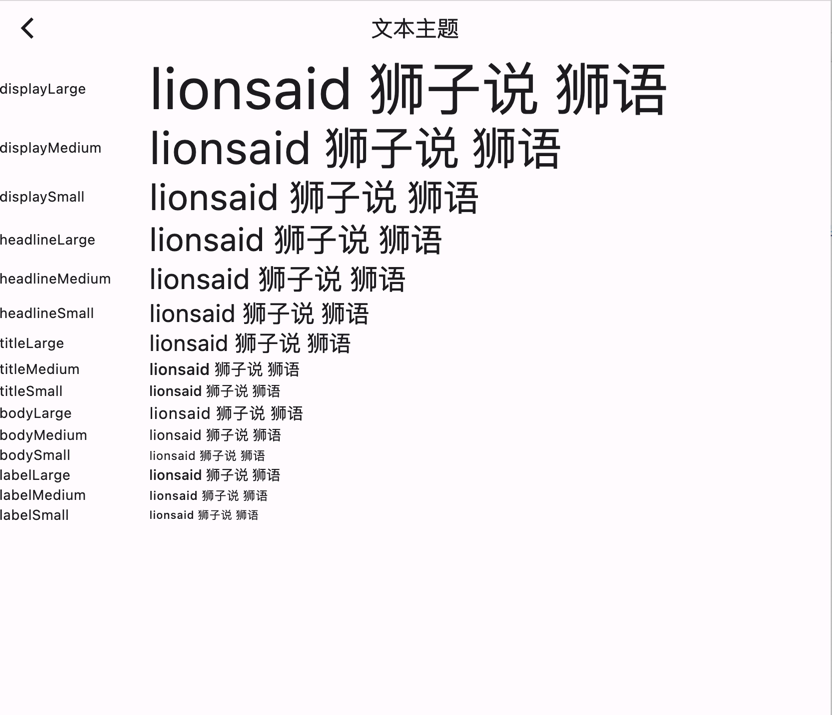 文本主题
displayLarge lionsaid 狮子说 狮语
displayMedium lionsaid 狮子说 狮语
displaySmall lionsaid 狮子说 狮语
headlineLarge lionsaid 狮子说 狮语
headlineMedium lionsaid 狮子说 狮语
headlineSmall lionsaid 狮子说 狮语
titleLarge lionsaid 狮子说 狮语
titleMedium lionsaid 狮子说 狮语
titleSmall lionsaid 狮子说 狮语
bodyLarge lionsaid 狮子说 狮语
bodyMedium lionsaid 狮子说 狮语
bodySmall lionsaid 狮子说 狮语
labelLarge lionsaid 狮子说 狮语
labelMedium lionsaid 狮子说 狮语
labelSmall lionsaid 狮子说 狮语